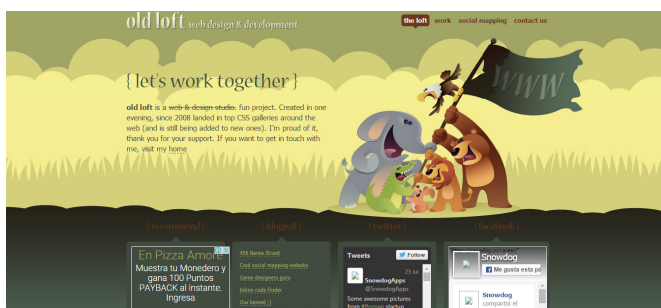 old loft web design & development
the loft work social mapping contact us
{ let's work together }
WWW
old loft is a web & design studio. fun project. Created in one
evening, since 2008 landed in top CSS galleries around the
web (and is still being added to new ones). I'm proud of it,
thank you for your support. If you want to get in touch with
me, visit my home
{ recommend } { blogroll } { twitter } { facebook }
En Pizza Amore
Muestra tu Monedero y
gana 100 Puntos
PAYBACK al instante.
Ingresa
456 Berea Street
Cool social mapping website
Game designers guru
Inline code finder
Our kennel ;)
Tweets Follow
SnowdogApps 23 Jul
@SnowdogApps
Some awesome pictures
startup
Snowdog
Me gusta esta pá
Snowdog
compartió el